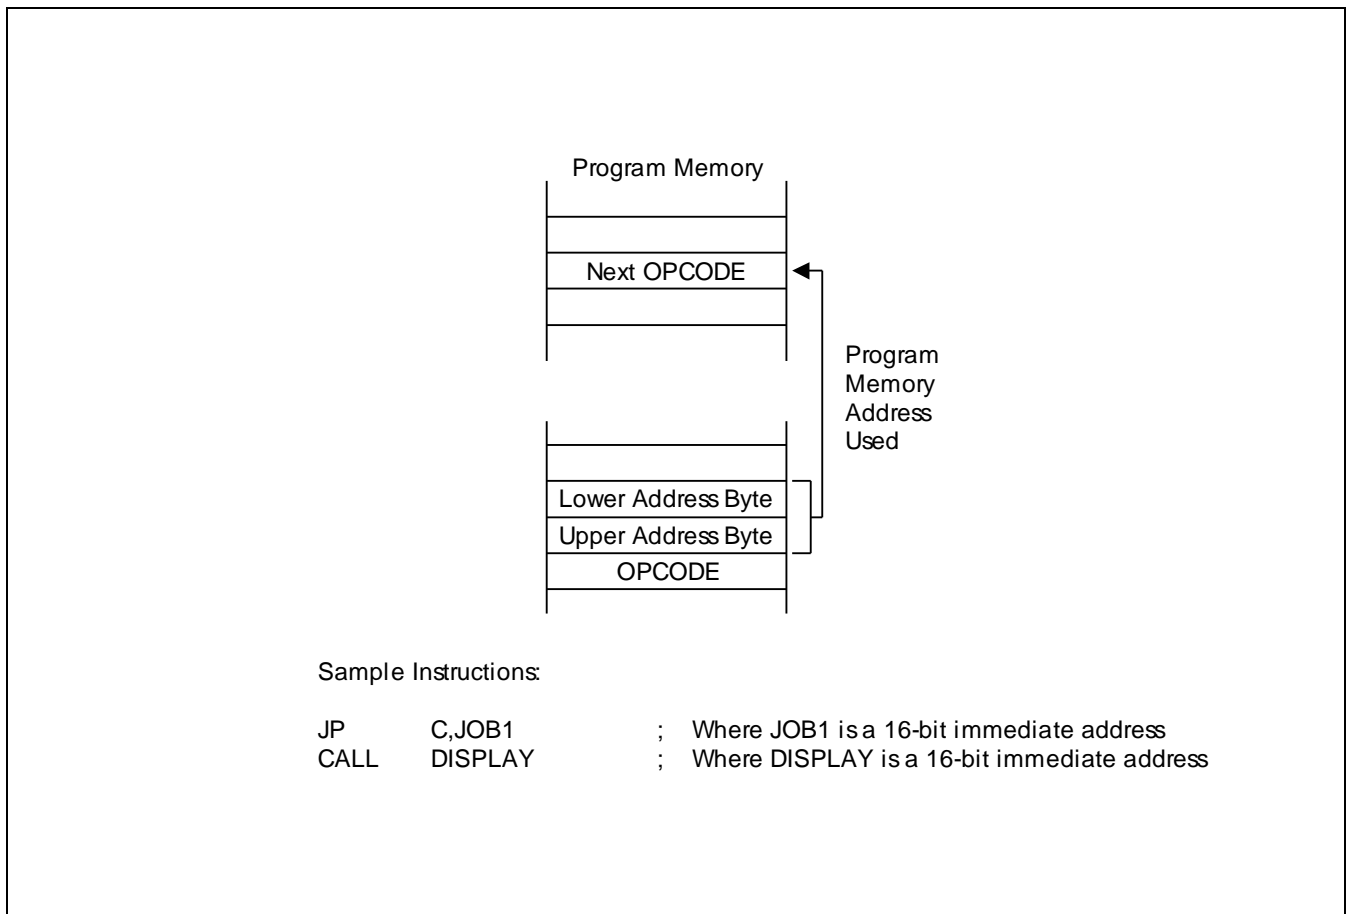 Program Memory
Next OPCODE
Program
Memory
Address
Used
Lower Address Byte
Upper Address Byte
OPCODE
Sample Instructions:
JP C,JOB1 ; Where JOB1 is a 16-bit immediate address
CALL DISPLAY ; Where DISPLAY is a 16-bit immediate address